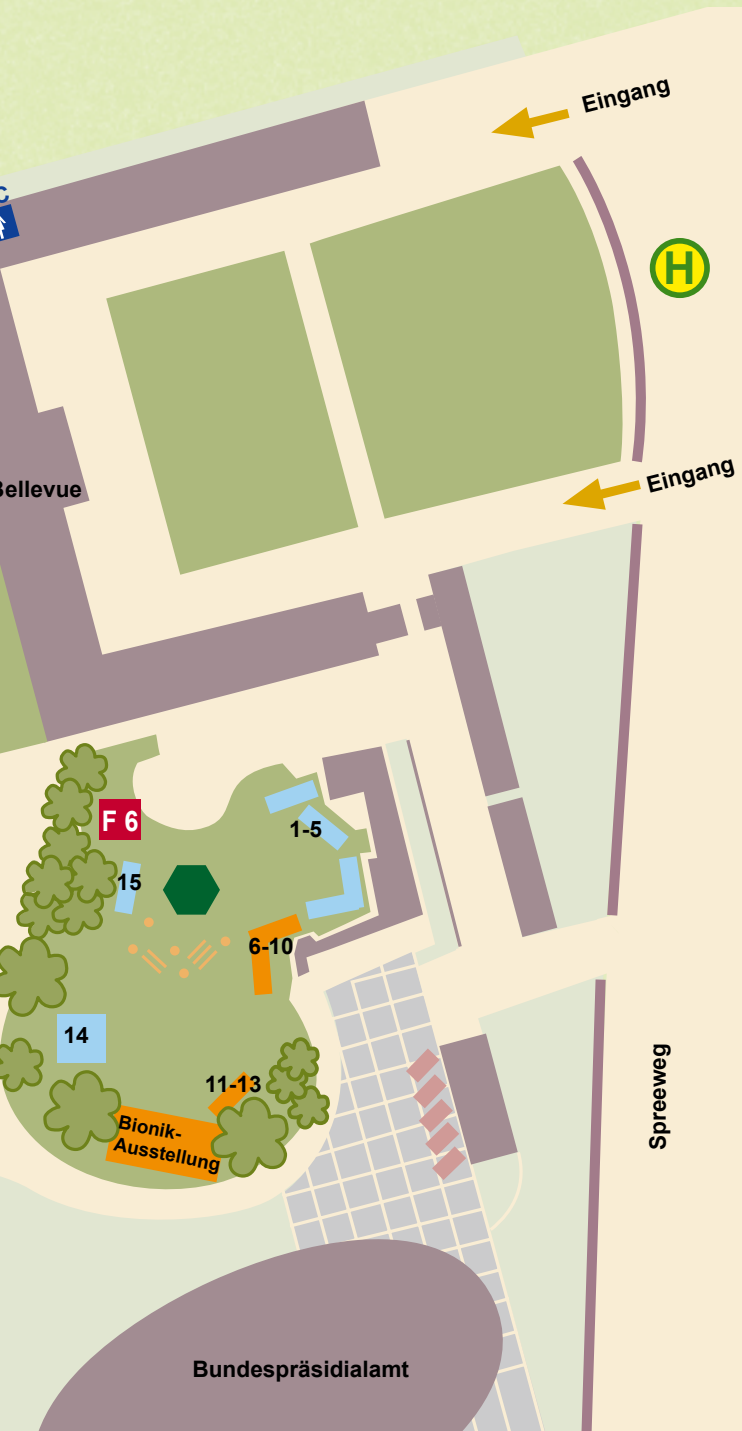 Eingang
C
H
Eingang
Bellevue
F 6
1-5
15
6-10
14
11-13
Bionik-
Ausstellung
Spreeweg
Bundespräsidialamt